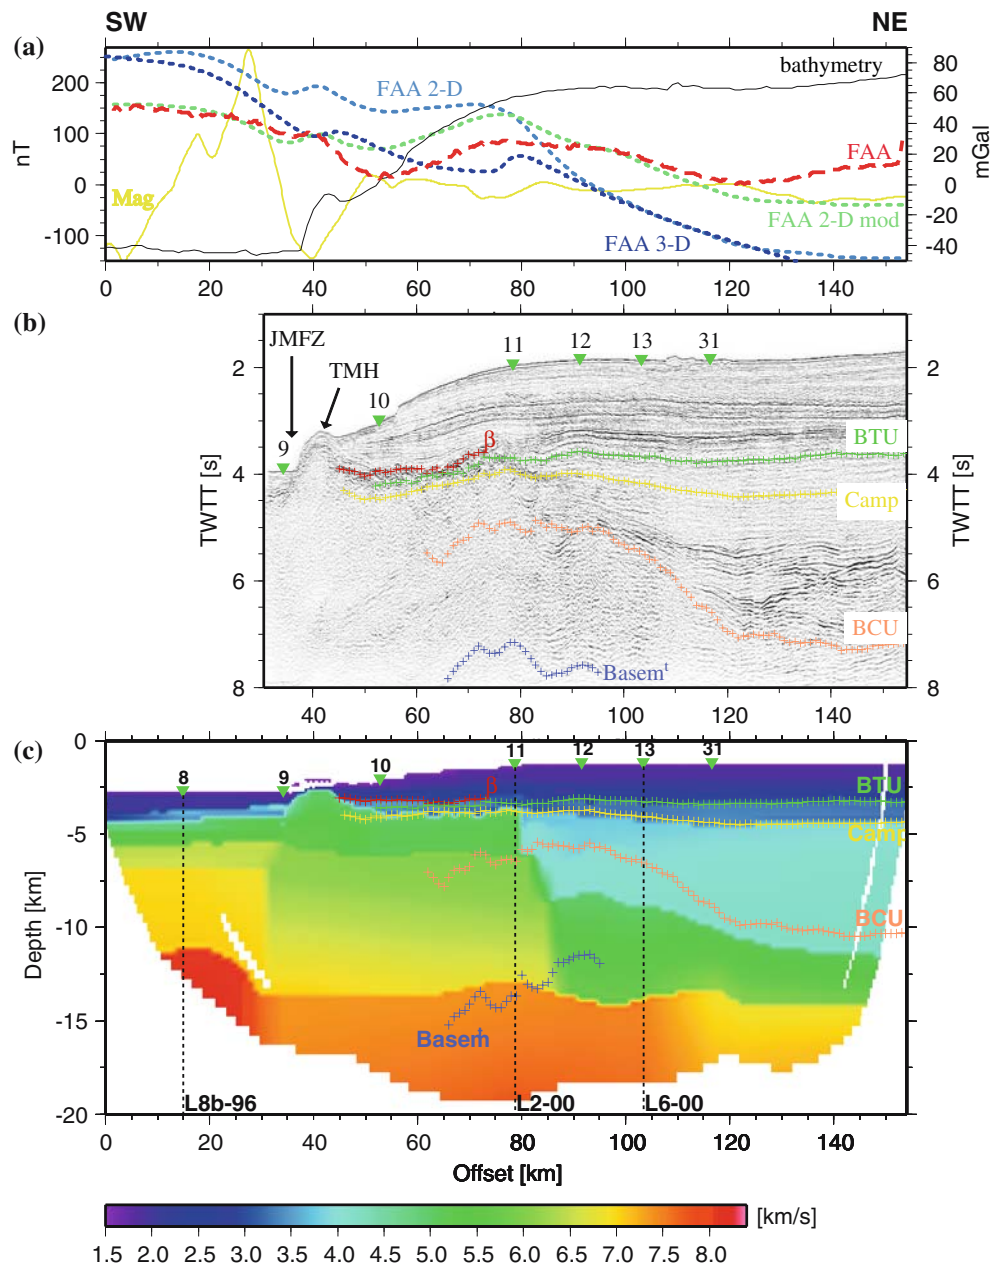 SW NE
(a)
200
100
0
-100
nT
80
60
40
20
0
-20
-40
mGal
bathymetry
FAA 2-D
FAA
Mag
FAA 2-D mod
FAA 3-D
0 20 40 60 80 100 120 140
(b)
JMFZ
TMH
9 10 11 12 13 31
2
4
6
8
TWTT [s]
2
4
6
8
TWTT [s]
β
BTU
Camp
BCU
Basemᵗ
40 60 80 100 120 140
(c)
0
-5
-10
-15
-20
Depth [km]
8 9 10 11 12 13 31
β
BTU
Camp
BCU
Basemᵗ
L8b-96 L2-00 L6-00
0 20 40 60 80 100 120 140
Offset [km]
[km/s]
1.5 2.0 2.5 3.0 3.5 4.0 4.5 5.0 5.5 6.0 6.5 7.0 7.5 8.0